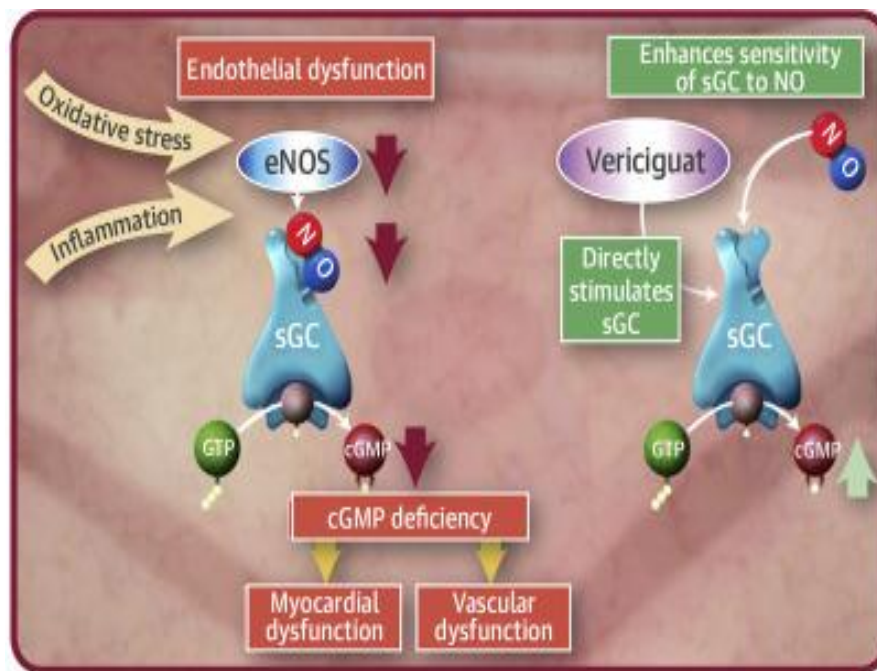 Endothelial dysfunction
Oxidative stress
eNOS
Inflammation
N
O
sGC
GTP
cGMP
cGMP deficiency
Myocardial
dysfunction
Vascular
dysfunction
Enhances sensitivity
of sGC to NO
Vericiguat
N
O
Directly
stimulates
sGC
sGC
GTP
cGMP